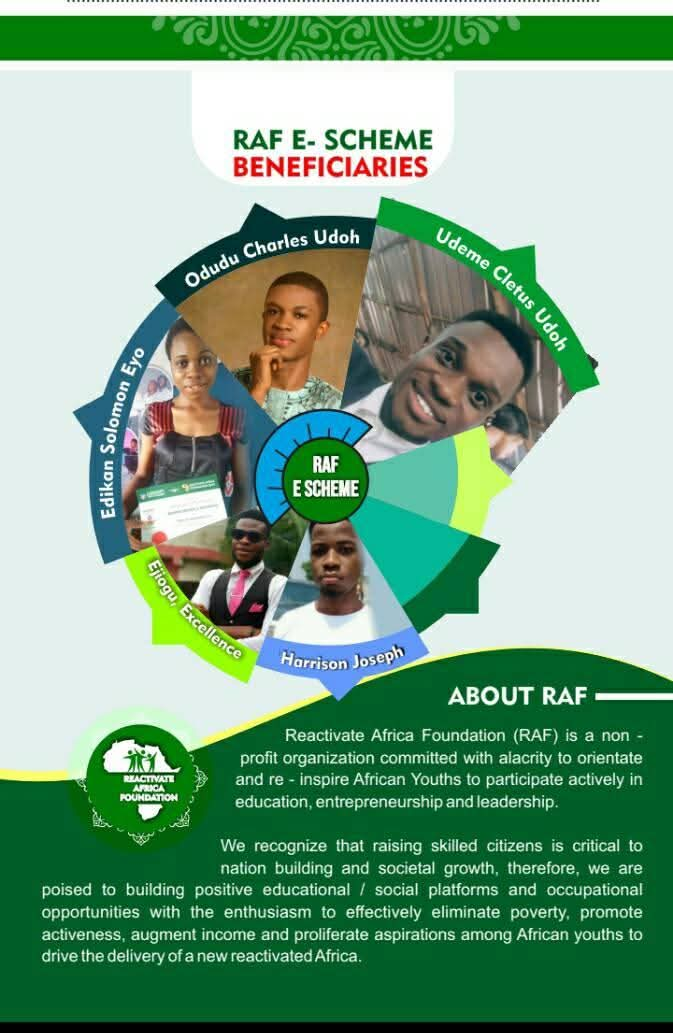 RAF E- SCHEME
BENEFICIARIES
Odudu Charles Udoh
Udeme Cletus Udoh
Edikan Solomon Eyo
RAF
E SCHEME
Ejiogu, Excellence
Harrison Joseph
ABOUT RAF
REACTIVATE
AFRICA
FOUNDATION
Reactivate Africa Foundation (RAF) is a non -
profit organization committed with alacrity to orientate
and re - inspire African Youths to participate actively in
education, entrepreneurship and leadership.
We recognize that raising skilled citizens is critical to
nation building and societal growth, therefore, we are
poised to building positive educational / social platforms and occupational
opportunities with the enthusiasm to effectively eliminate poverty, promote
activeness, augment income and proliferate aspirations among African youths to
drive the delivery of a new reactivated Africa.